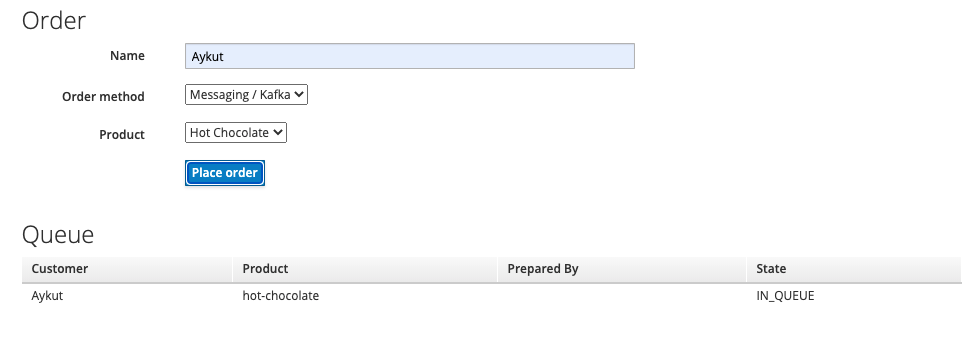 Order
Name Aykut
Order method Messaging / Kafka
Product Hot Chocolate
Place order
Queue
Customer Product Prepared By State
Aykut hot-chocolate IN_QUEUE